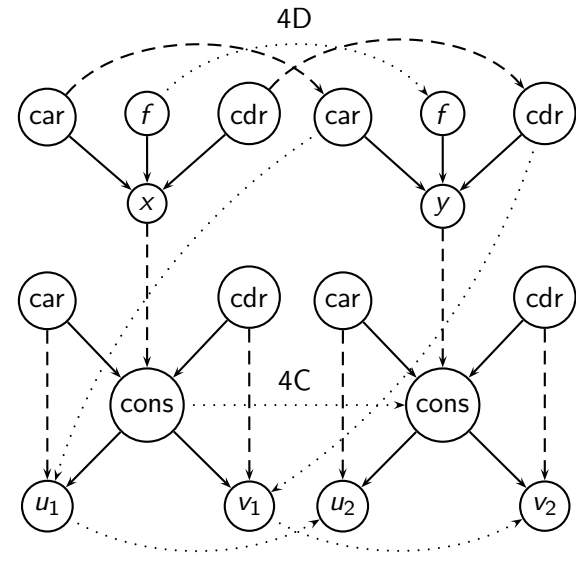 4D
car f cdr car f cdr
x y
car cdr car cdr
cons 4C cons
u1 v1 u2 v2